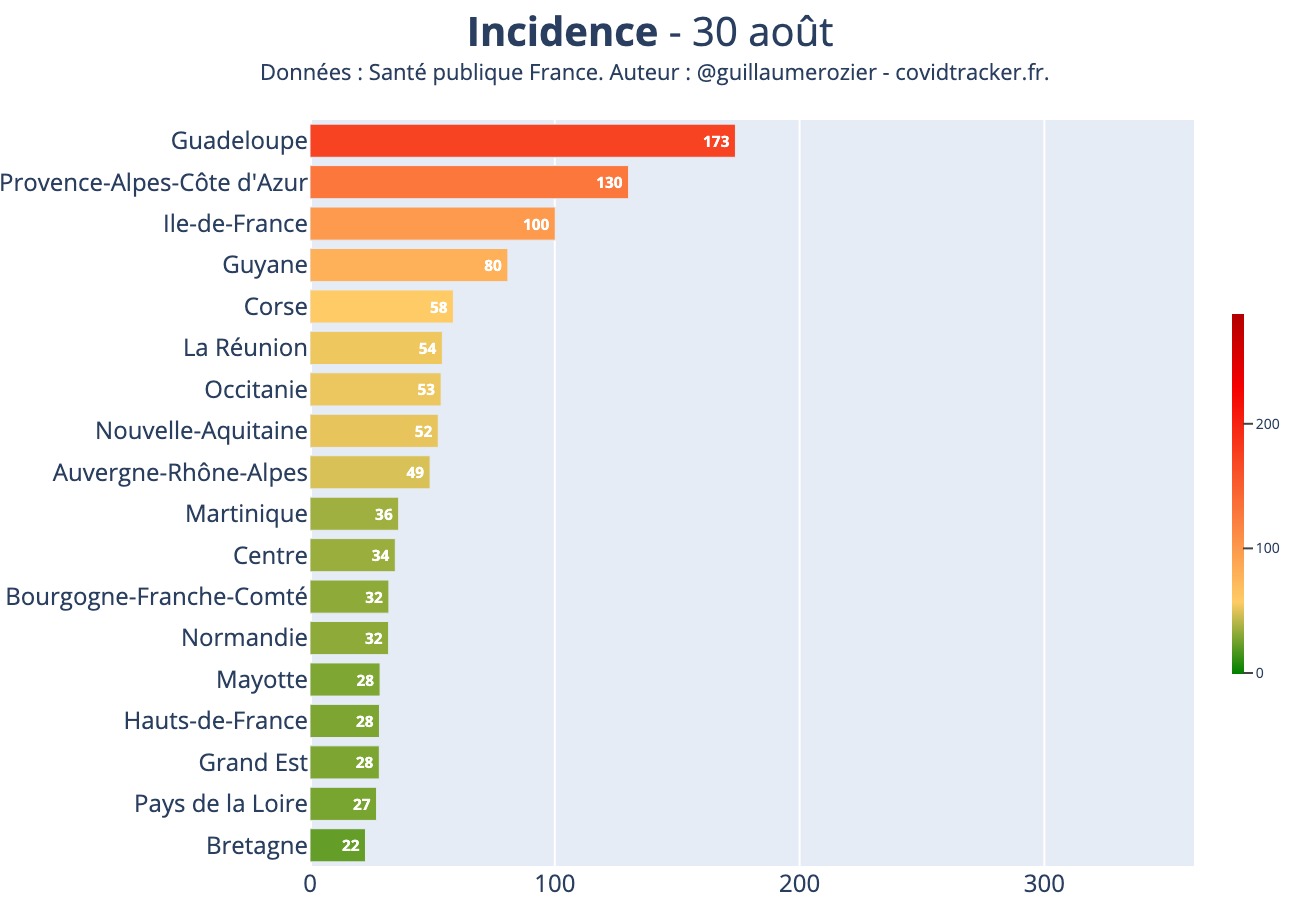 Incidence - 30 août
Données : Santé publique France. Auteur : @guillaumerozier - covidtracker.fr.
Guadeloupe 173
Provence-Alpes-Côte d'Azur 130
Ile-de-France 100
Guyane 80
Corse 58
La Réunion 54
Occitanie 53
Nouvelle-Aquitaine 52
Auvergne-Rhône-Alpes 49
Martinique 36
Centre 34
Bourgogne-Franche-Comté 32
Normandie 32
Mayotte 28
Hauts-de-France 28
Grand Est 28
Pays de la Loire 27
Bretagne 22
0 100 200 300
200
100
0